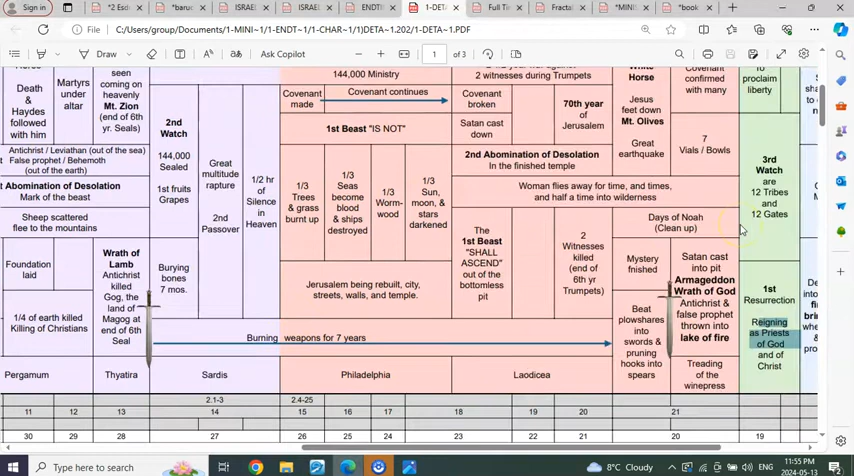 Sign in
*2 Esd
*baruc
ISRAEL
ISRAEL
ENDTIM
1-DETA
Full Tim
Fractal
*MINIS
*book
File
C:/Users/group/Documents/1-MINI~1/ENDT~1/1-CHAR~1/1)DETA~1.202/1-DETA~1.PDF
Draw
Ask Copilot
1
of 3
Death
&
Haydes
followed
with him
Martyrs
under
altar
seen
coming on
heavenly
Mt. Zion
(end of 6th
yr. Seals)
2nd
Watch
144,000
Sealed
1st fruits
Grapes
Great
multitude
rapture
2nd
Passover
1/2 hr
of
Silence
in
Heaven
144,000 Ministry
Covenant
made
Covenant continues
1st Beast "IS NOT"
1/3
Trees
& grass
burnt up
1/3
Seas
become
blood
& ships
destroyed
1/3
Worm-
wood
1/3
Sun,
moon, &
stars
darkened
2 witnesses during Trumpets
Covenant
broken
Satan cast
down
70th year
of
Jerusalem
2nd Abomination of Desolation
In the finished temple
Woman flies away for time, and times,
and half a time into wilderness
White
Horse
Jesus
feet down
Mt. Olives
Great
earthquake
Covenant
confirmed
with many
7
Vials / Bowls
To
proclaim
liberty
3rd
Watch
are
12 Tribes
and
12 Gates
Antichrist / Leviathan (out of the sea)
False prophet / Behemoth
(out of the earth)
st Abomination of Desolation
Mark of the beast
Sheep scattered
flee to the mountains
Foundation
laid
1/4 of earth killed
Killing of Christians
Wrath of
Lamb
Antichrist
killed
Gog, the
land of
Magog at
end of 6th
Seal
Burying
bones
7 mos.
Jerusalem being rebuilt, city,
streets, walls, and temple.
The
1st Beast
"SHALL
ASCEND"
out of the
bottomless
pit
2
Witnesses
killed
(end of
6th yr
Trumpets)
Days of Noah
(Clean up)
Mystery
fnished
Beat
plowshares
into
swords &
pruning
hooks into
spears
Satan cast
into pit
Armageddon
Wrath of God
Antichrist &
false prophet
thrown into
lake of fire
Treading
of the
winepress
1st
Resurrection
Reigning
as Priests
of God
and of
Christ
Burning weapons for 7 years
Pergamum
Thyatira
Sardis
Philadelphia
Laodicea
2.1-3
2.4-25
11
12
13
14
15
16
17
18
19
20
21
30
29
28
27
26
25
24
23
22
21
20
19
11:55 PM
Type here to search
8°C Cloudy
2024-05-13